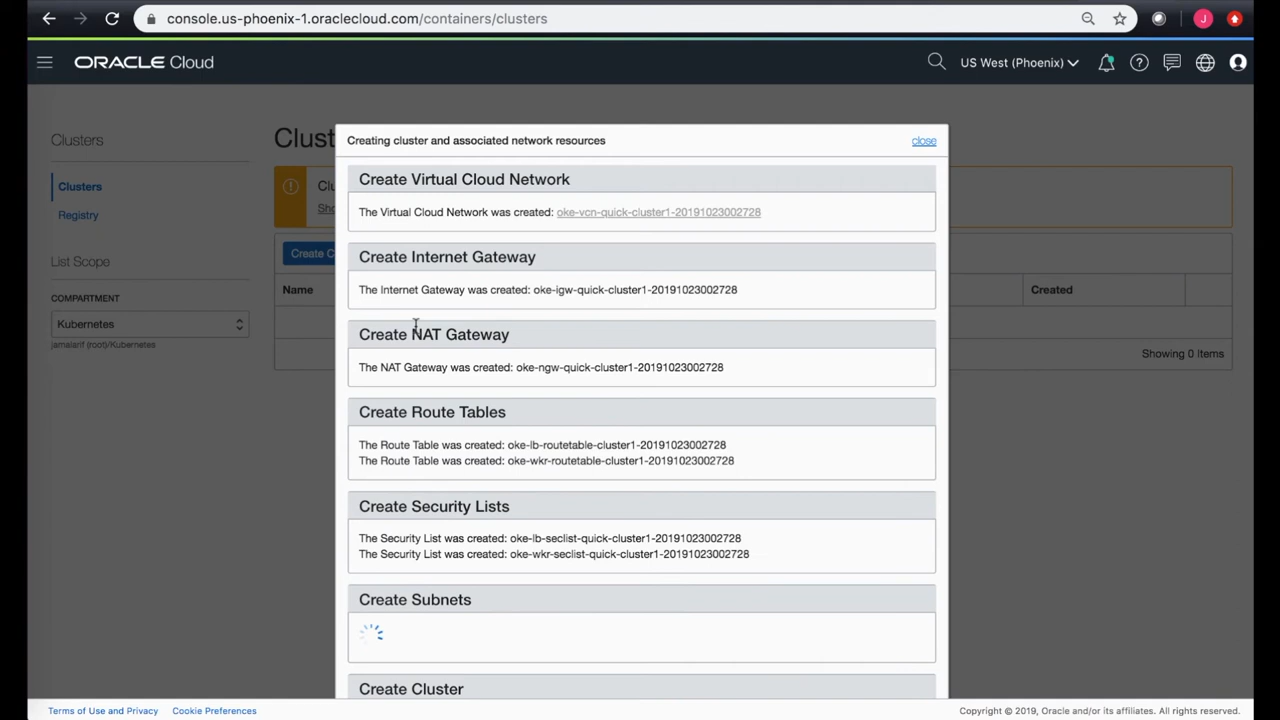 console.us-phoenix-1.oraclecloud.com/containers/clusters
J
ORACLE Cloud
US West (Phoenix)
Clusters
Clusters
Registry
List Scope
COMPARTMENT
Kubernetes
jamalarif (root)/Kubernetes
Clust
Clu
Sho
Create C
Name
Created
Showing 0 Items
Creating cluster and associated network resources
close
Create Virtual Cloud Network
The Virtual Cloud Network was created: oke-vcn-quick-cluster1-20191023002728
Create Internet Gateway
The Internet Gateway was created: oke-igw-quick-cluster1-20191023002728
Create NAT Gateway
The NAT Gateway was created: oke-ngw-quick-cluster1-20191023002728
Create Route Tables
The Route Table was created: oke-lb-routetable-cluster1-20191023002728
The Route Table was created: oke-wkr-routetable-cluster1-20191023002728
Create Security Lists
The Security List was created: oke-lb-seclist-quick-cluster1-20191023002728
The Security List was created: oke-wkr-seclist-quick-cluster1-20191023002728
Create Subnets
Create Cluster
Terms of Use and Privacy
Cookie Preferences
Copyright © 2019, Oracle and/or its affiliates. All rights reserved.